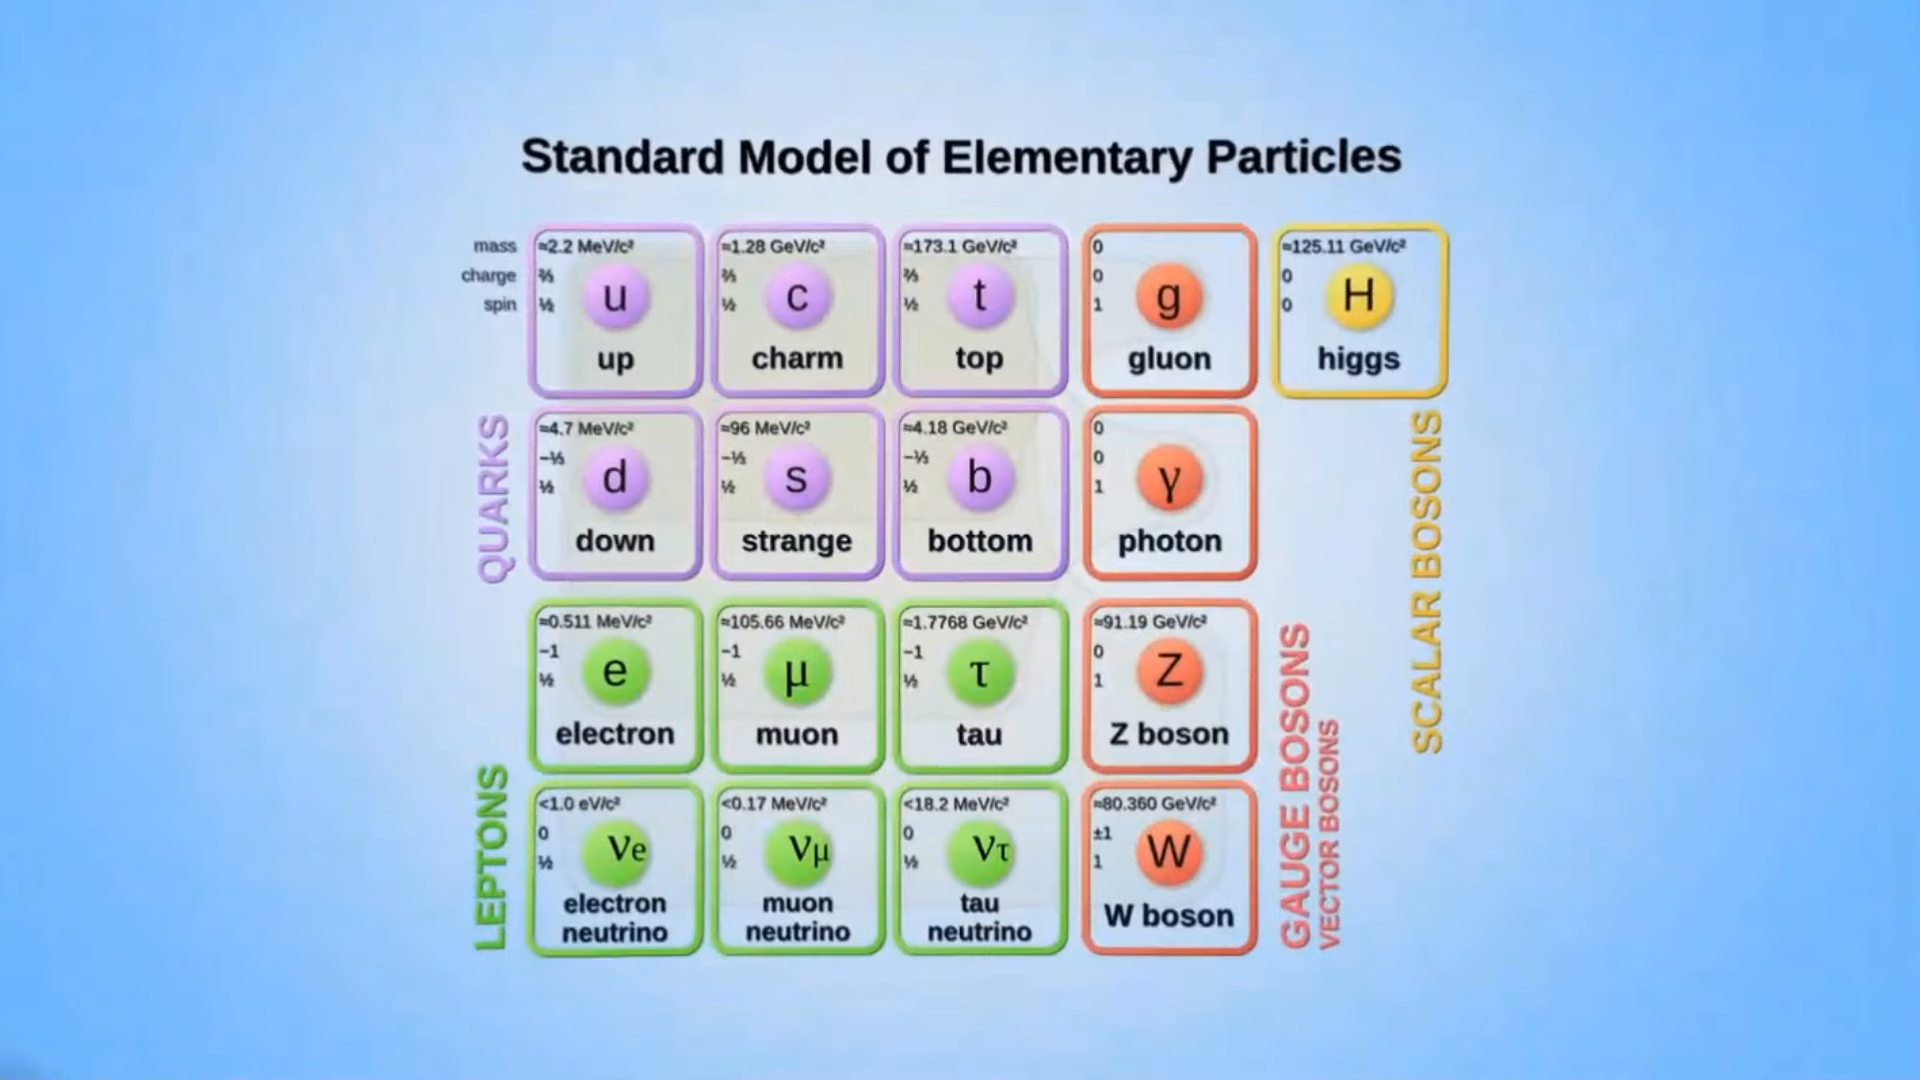 Standard Model of Elementary Particles
mass
charge
spin
≈2.2 MeV/c²
⅔
½
u
up
≈1.28 GeV/c²
⅔
½
c
charm
≈173.1 GeV/c²
⅔
½
t
top
0
0
1
g
gluon
≈125.11 GeV/c²
0
0
H
higgs
QUARKS
≈4.7 MeV/c²
−⅓
½
d
down
≈96 MeV/c²
−⅓
½
s
strange
≈4.18 GeV/c²
−⅓
½
b
bottom
0
0
1
γ
photon
SCALAR BOSONS
LEPTONS
≈0.511 MeV/c²
−1
½
e
electron
≈105.66 MeV/c²
−1
½
μ
muon
≈1.7768 GeV/c²
−1
½
τ
tau
≈91.19 GeV/c²
0
1
Z
Z boson
<1.0 eV/c²
0
½
νe
electron
neutrino
<0.17 MeV/c²
0
½
νμ
muon
neutrino
<18.2 MeV/c²
0
½
ντ
tau
neutrino
≈80.360 GeV/c²
±1
1
W
W boson
GAUGE BOSONS
VECTOR BOSONS